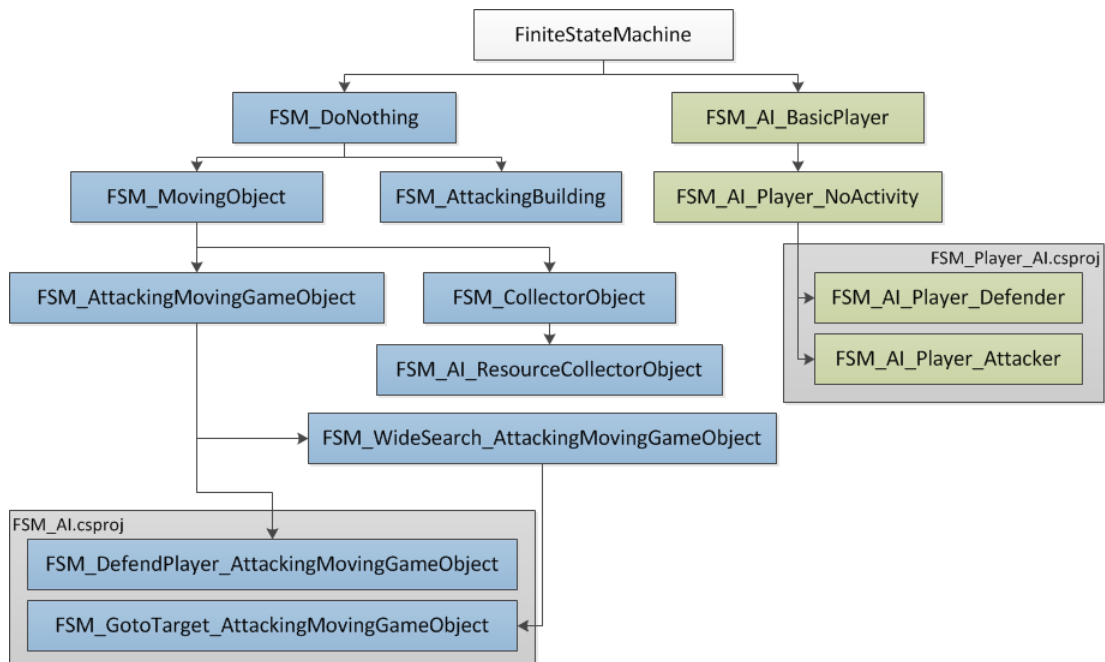 FiniteStateMachine
FSM_DoNothing
FSM_AI_BasicPlayer
FSM_MovingObject
FSM_AttackingBuilding
FSM_AI_Player_NoActivity
FSM_Player_AI.csproj
FSM_AttackingMovingGameObject
FSM_CollectorObject
FSM_AI_Player_Defender
FSM_AI_ResourceCollectorObject
FSM_AI_Player_Attacker
FSM_WideSearch_AttackingMovingGameObject
FSM_AI.csproj
FSM_DefendPlayer_AttackingMovingGameObject
FSM_GotoTarget_AttackingMovingGameObject